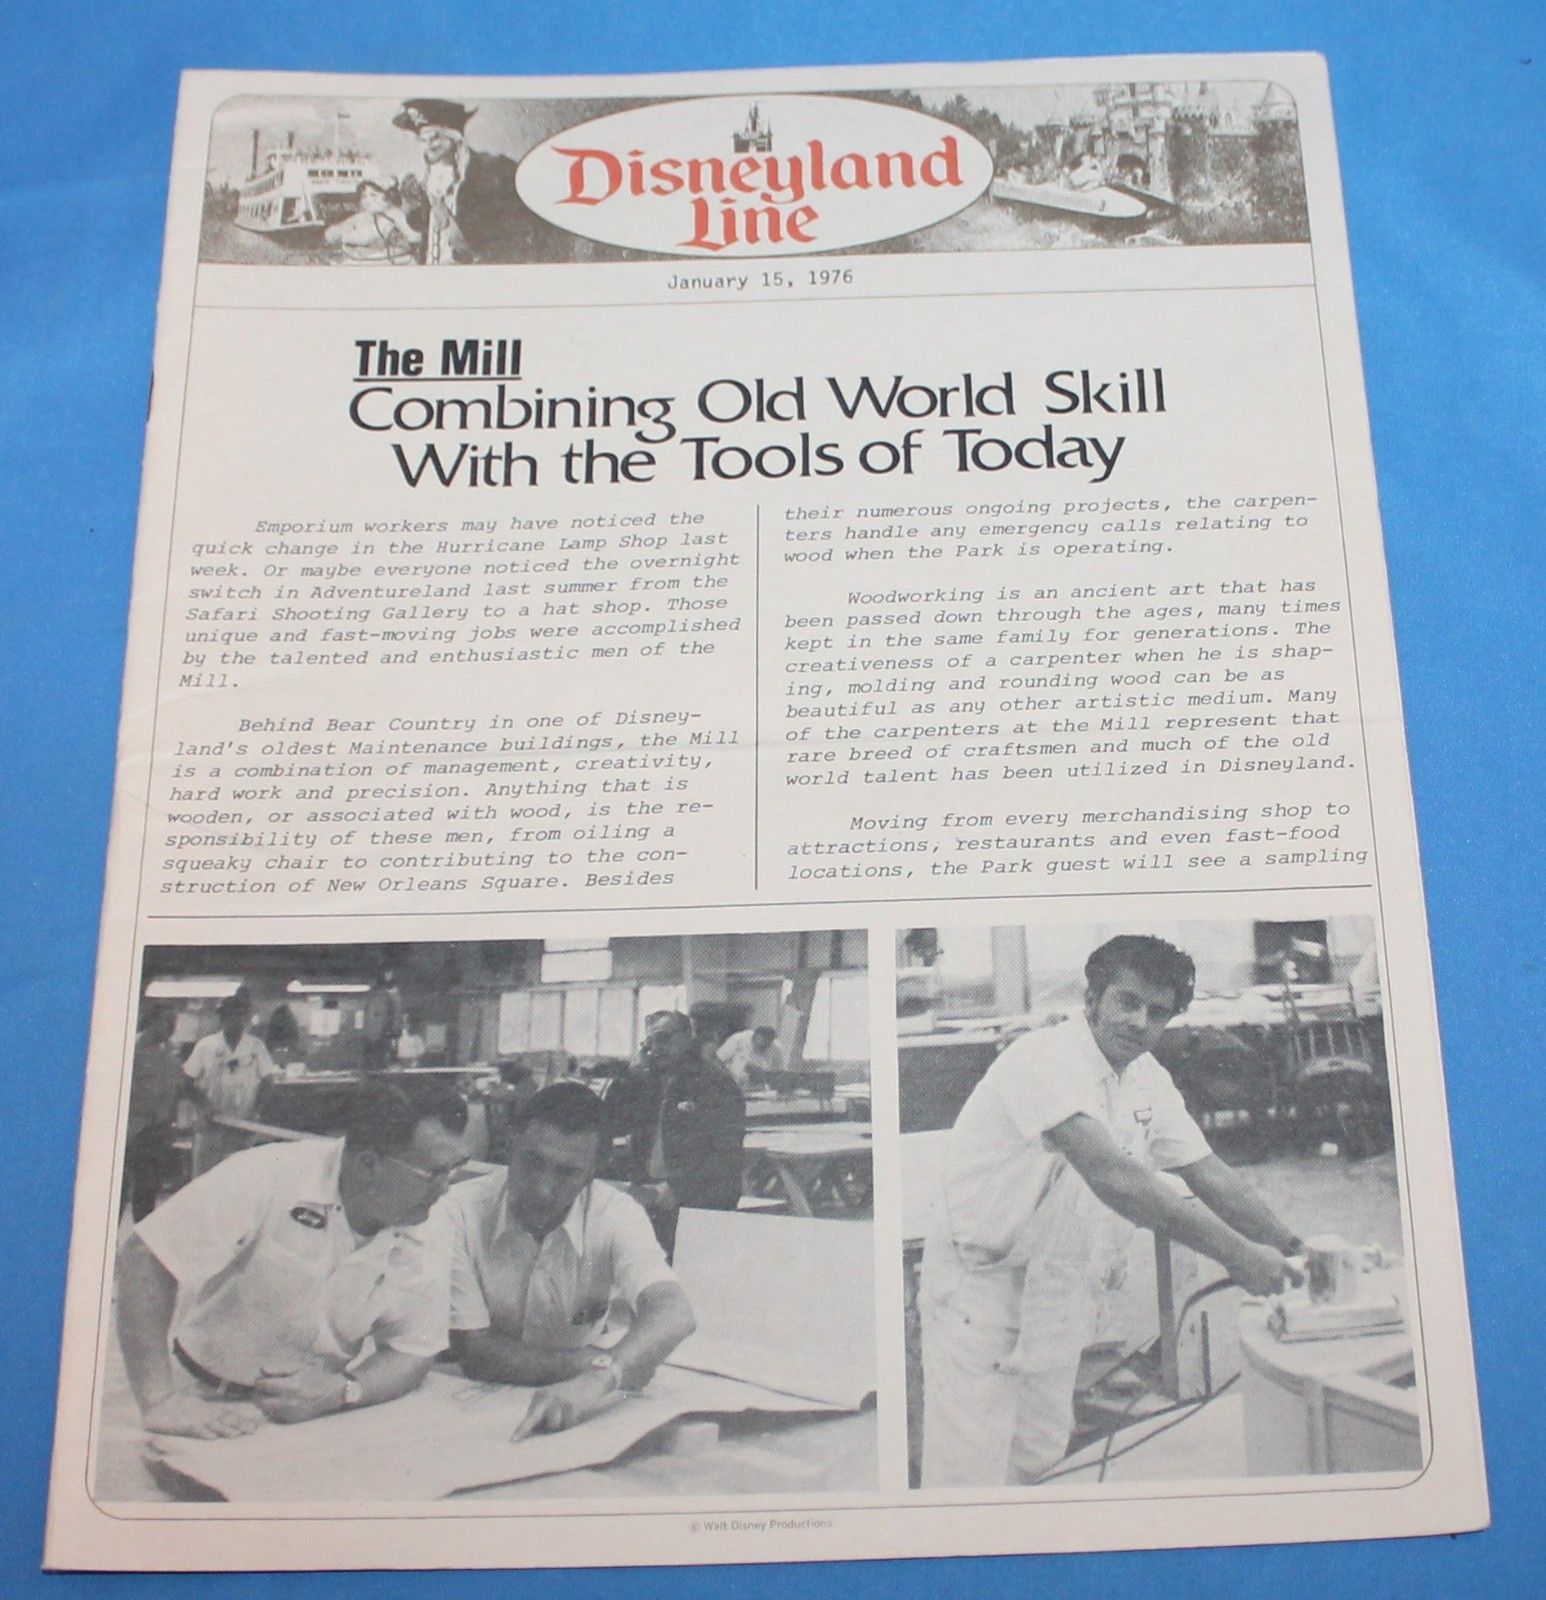 Disneyland
Line
January 15, 1976
The Mill
Combining Old World Skill
With the Tools of Today
Emporium workers may have noticed the
quick change in the Hurricane Lamp Shop last
week. Or maybe everyone noticed the overnight
switch in Adventureland last summer from the
Safari Shooting Gallery to a hat shop. Those
unique and fast-moving jobs were accomplished
by the talented and enthusiastic men of the
Mill.
Behind Bear Country in one of Disney-
land's oldest Maintenance buildings, the Mill
is a combination of management, creativity,
hard work and precision. Anything that is
wooden, or associated with wood, is the re-
sponsibility of these men, from oiling a
squeaky chair to contributing to the con-
struction of New Orleans Square. Besides
their numerous ongoing projects, the carpen-
ters handle any emergency calls relating to
wood when the Park is operating.
Woodworking is an ancient art that has
been passed down through the ages, many times
kept in the same family for generations. The
creativeness of a carpenter when he is shap-
ing, molding and rounding wood can be as
beautiful as any other artistic medium. Many
of the carpenters at the Mill represent that
rare breed of craftsmen and much of the old
world talent has been utilized in Disneyland.
Moving from every merchandising shop to
attractions, restaurants and even fast-food
locations, the Park guest will see a sampling
© Walt Disney Productions